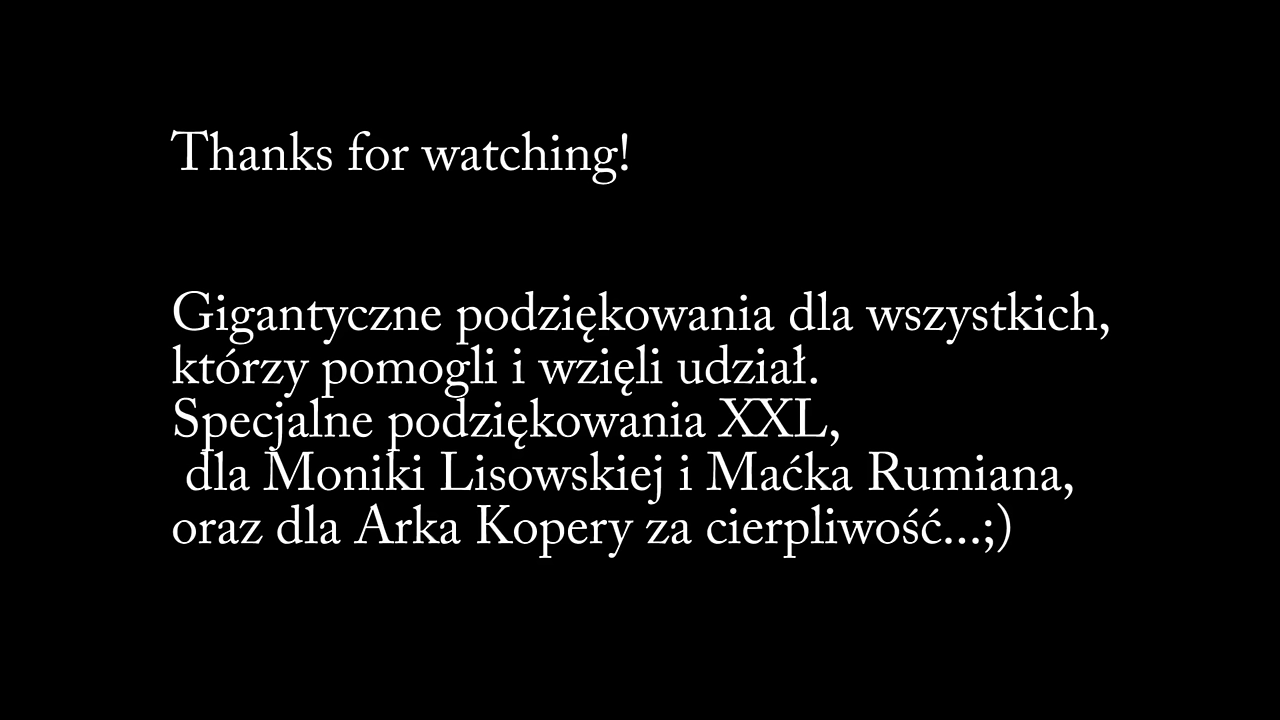 Thanks for watching!
Gigantyczne podziękowania dla wszystkich,
którzy pomogli i wzięli udział.
Specjalne podziękowania XXL,
dla Moniki Lisowskiej i Maćka Rumiana,
oraz dla Arka Kopery za cierpliwość...;)